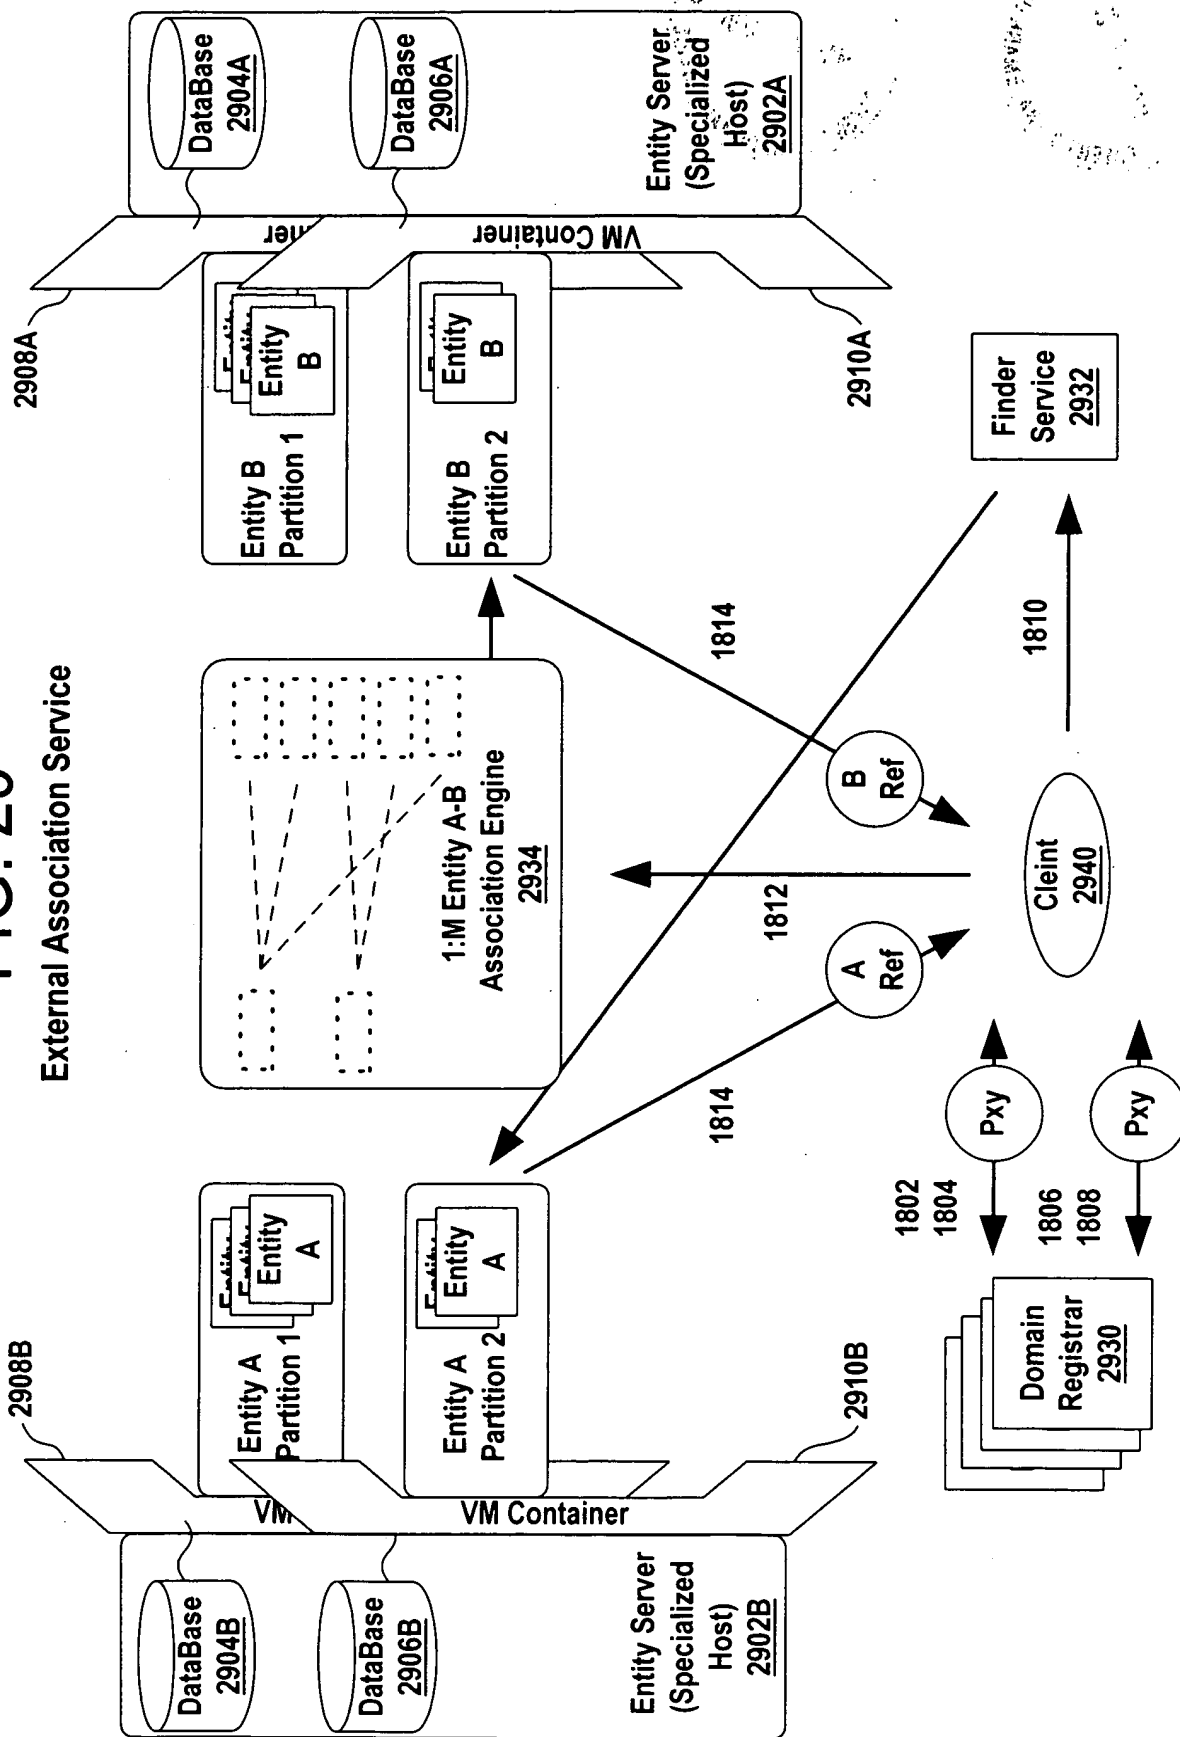 FIG. 29
External Association Service
2908B
2908A
DataBase
2904B
DataBase
2906B
Entity Server
(Specialized
Host)
2902B
VM
VM Container
2910B
Entity A
Partition 1
Entity
A
Entity A
Partition 2
Entity
A
1:M Entity A-B
Association Engine
2934
Entity B
Partition 1
Entity
B
Entity B
Partition 2
Entity
B
VM Container
2910A
DataBase
2904A
DataBase
2906A
Entity Server
(Specialized
Host)
2902A
1814
1812
1814
A
Ref
B
Ref
1802
1804
Pxy
1806
1808
Pxy
Domain
Registrar
2930
Cleint
2940
1810
Finder
Service
2932